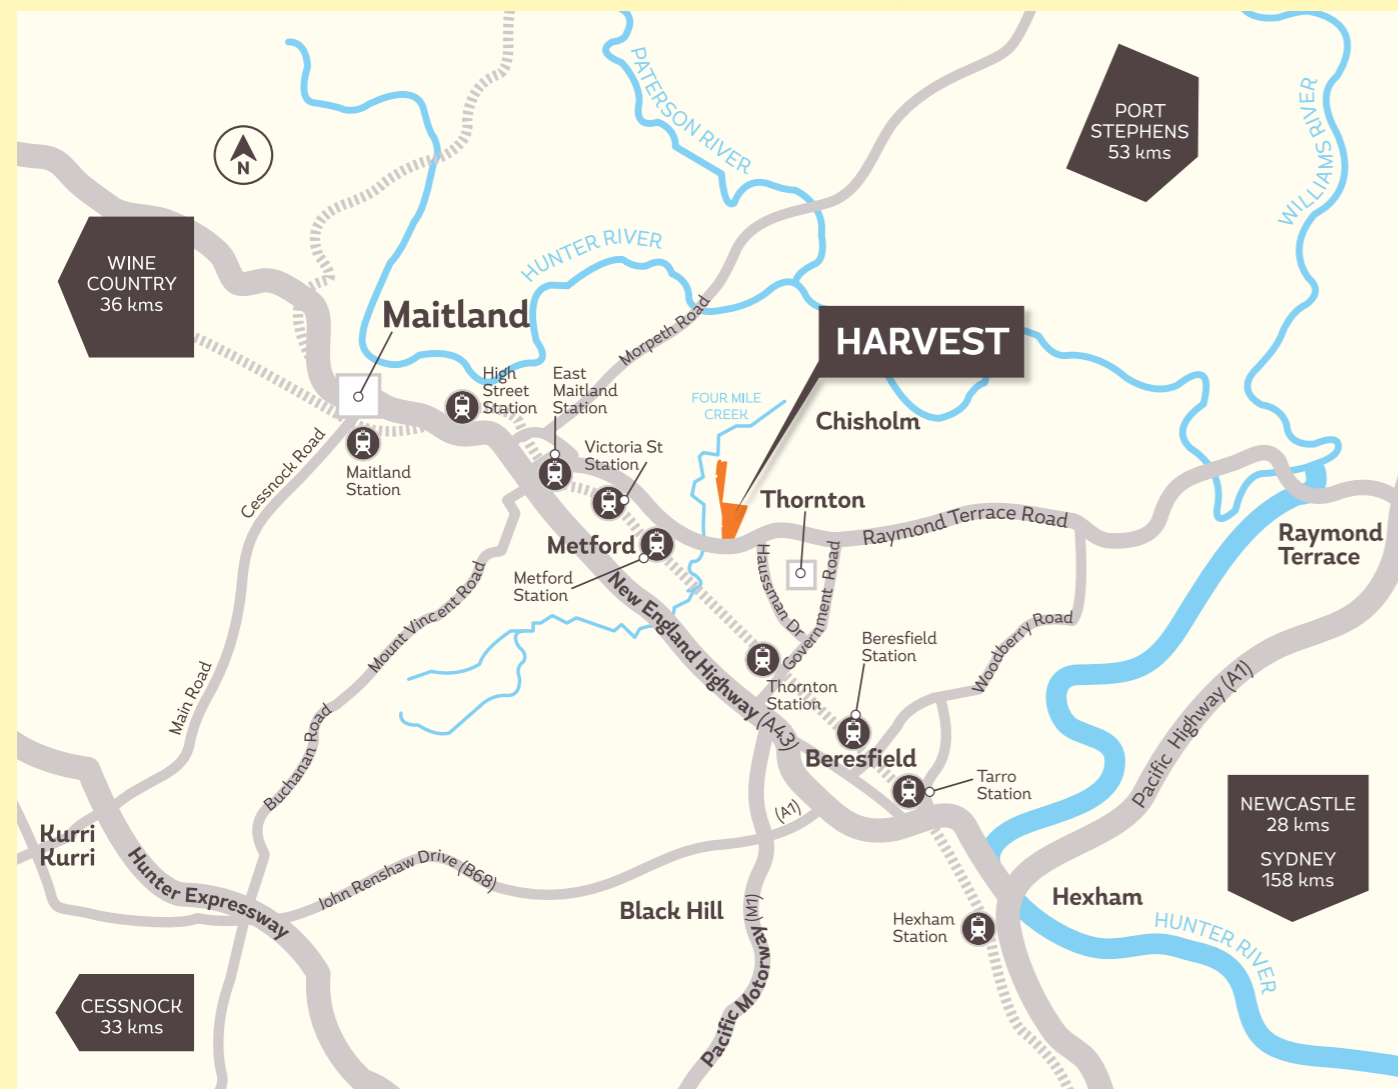 PATERSON RIVER
PORT
STEPHENS
53 kms
WILLIAMS RIVER
N
WINE
COUNTRY
36 kms
HUNTER RIVER
Maitland
Morpeth Road
HARVEST
High
Street
Station
East
Maitland
Station
FOUR MILE
CREEK
Chisholm
Cessnock Road
Maitland
Station
Victoria St
Station
Thornton
Raymond Terrace Road
Raymond
Terrace
Metford
Metford
Station
Haussman Dr
Government Road
New England Highway (A43)
Mount Vincent Road
Woodberry Road
Beresfield
Station
Thornton
Station
Main Road
Buchanan Road
Pacific Highway (A1)
Beresfield
Tarro
Station
(A1)
NEWCASTLE
28 kms
SYDNEY
158 kms
Kurri
Kurri
Hunter Expressway
John Renshaw Drive (B68)
Black Hill
Pacific Motorway (M1)
Hexham
Hexham
Station
HUNTER RIVER
CESSNOCK
33 kms